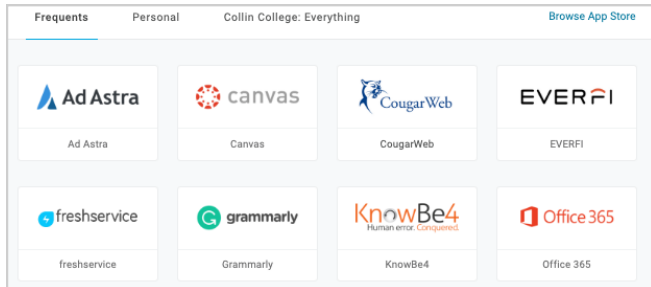 Frequents Personal Collin College: Everything Browse App Store
Ad Astra canvas CougarWeb EVERFI
Ad Astra Canvas CougarWeb EVERFI
freshservice grammarly KnowBe4 Office 365
Human error. Conquered.
freshservice Grammarly KnowBe4 Office 365